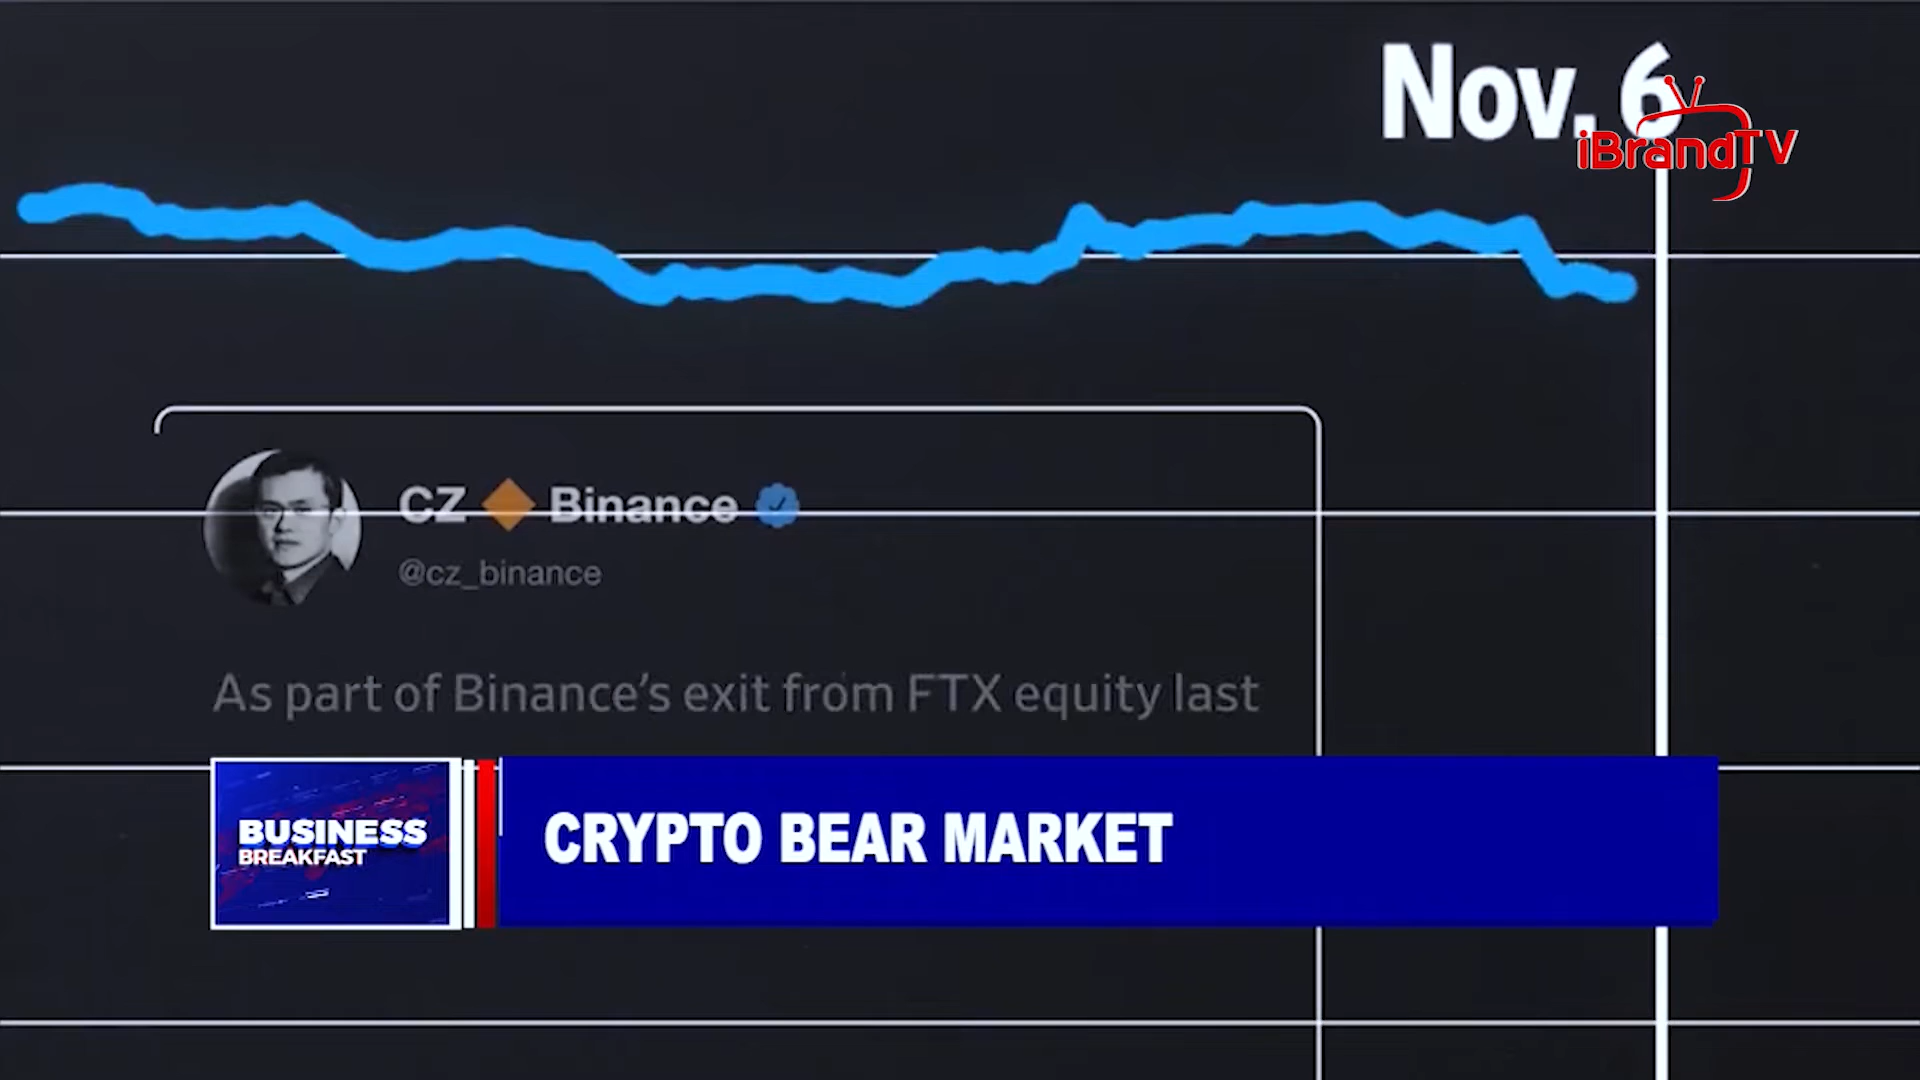 Nov. 6
iBrandTV
CZ 🔶 Binance
@cz_binance
As part of Binance’s exit from FTX equity last
BUSINESS
BREAKFAST
CRYPTO BEAR MARKET